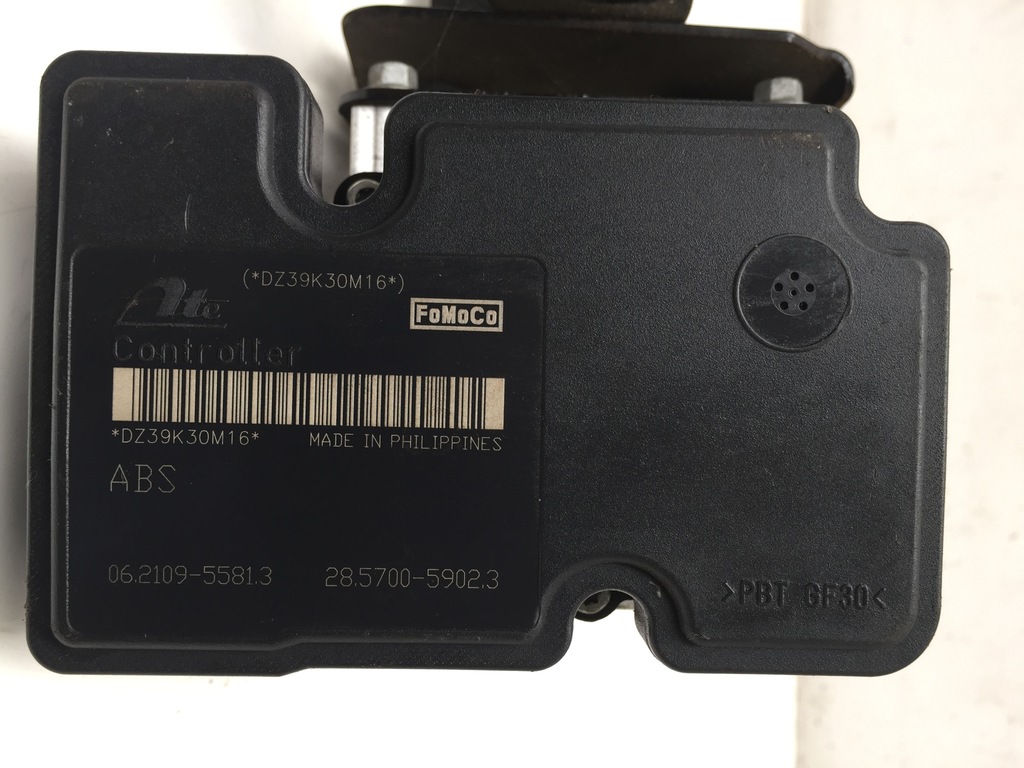 (*DZ39K30M16*)
Ate
FoMoCo
Controller
*DZ39K30M16*
MADE IN PHILIPPINES
ABS
06.2109-5581.3
28.5700-5902.3
>PBT GF30<